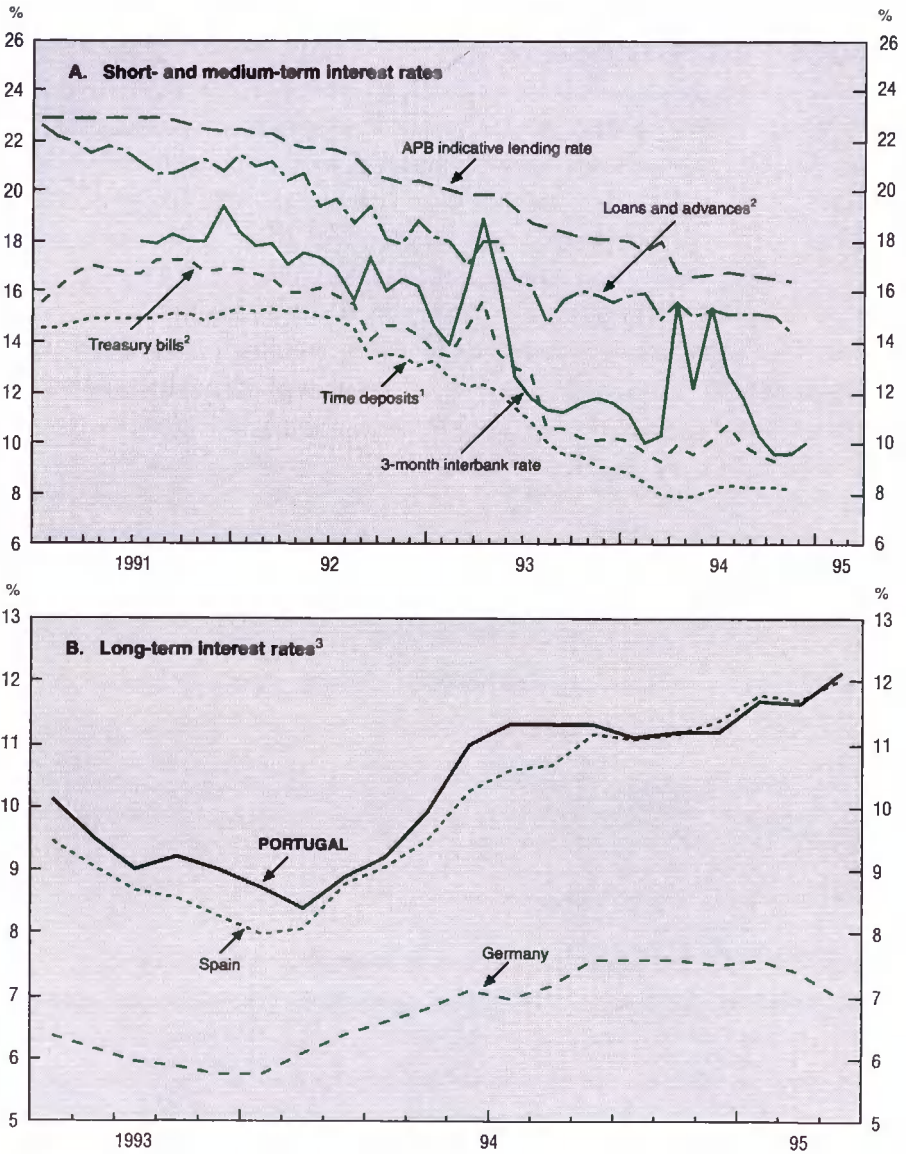 % %
26 26
A. Short- and medium-term interest rates
24 24
22 22
APB indicative lending rate
20 20
Loans and advances²
18 18
16 16
Treasury bills²
14 14
Time deposits¹
12 12
3-month interbank rate
10 10
8 8
6 6
1991 92 93 94 95
% %
13 13
B. Long-term interest rates³
12 12
11 11
10 10
PORTUGAL
9 9
8 8
Spain
Germany
7 7
6 6
5 5
1993 94 95